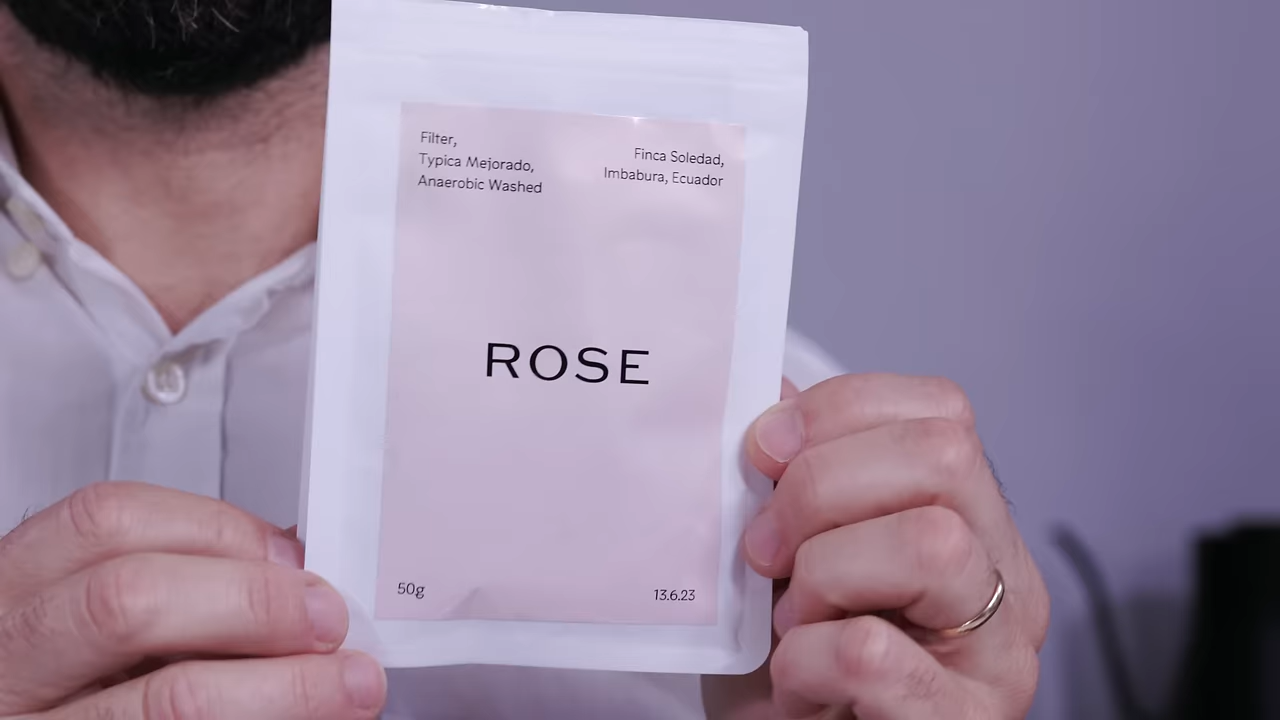 Filter,
Typica Mejorado,
Anaerobic Washed
Finca Soledad,
Imbabura, Ecuador
ROSE
50g
13.6.23